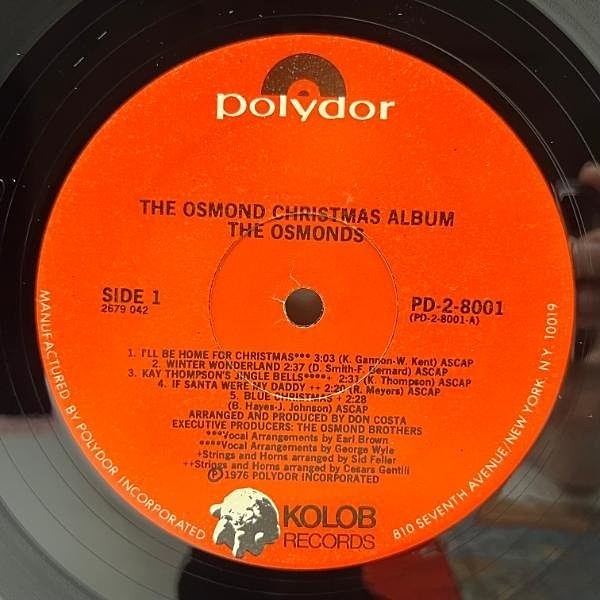 polydor
THE OSMOND CHRISTMAS ALBUM
THE OSMONDS
SIDE 1
2679 042
PD-2-8001
(PD-2-8001-A)
1. I'LL BE HOME FOR CHRISTMAS*** 3:03 (K. Gannon-W. Kent) ASCAP
2. WINTER WONDERLAND 2:37 (D. Smith-F. Bernard) ASCAP
3. KAY THOMPSON'S JINGLE BELLS****+ 2:37 (K. Thompson) ASCAP
4. IF SANTA WERE MY DADDY ++ 2:20 (R. Meyers) ASCAP
5. BLUE CHRISTMAS + 2:28
(B. Hayes-J. Johnson) ASCAP
ARRANGED AND PRODUCED BY DON COSTA
EXECUTIVE PRODUCERS: THE OSMOND BROTHERS
***Vocal Arrangements by Earl Brown
****Vocal Arrangements by George Wyle
+Strings and Horns arranged by Sid Feller
++Strings and Horns arranged by Cesars Gentili
Ⓟ1976 POLYDOR INCORPORATED
KOLOB
RECORDS
MANUFACTURED BY POLYDOR INCORPORATED
810 SEVENTH AVENUE/NEW YORK, N.Y. 10019